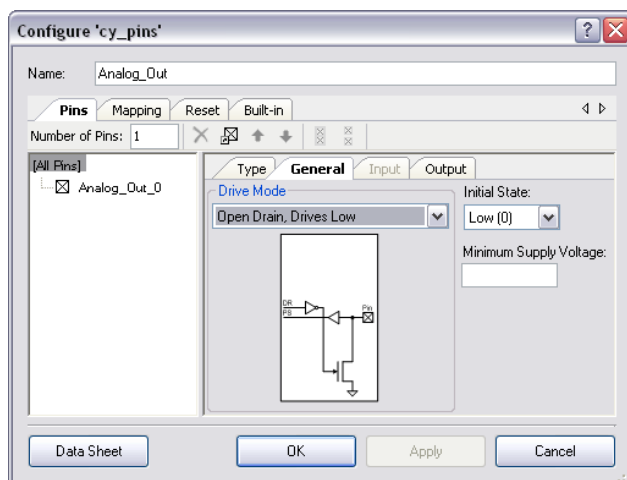 Configure 'cy_pins'
Name: Analog_Out
Pins Mapping Reset Built-in
Number of Pins: 1
[All Pins]
Analog_Out_0
Type General Input Output
Drive Mode
Open Drain, Drives Low
Initial State:
Low (0)
Minimum Supply Voltage:
DR
PS
Pin
Data Sheet OK Apply Cancel